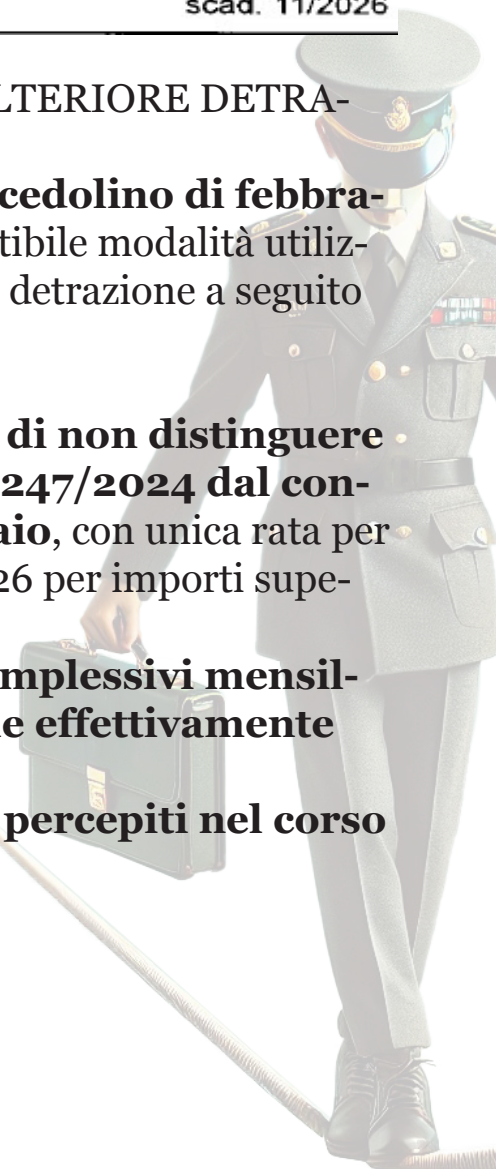 scad. 11/2026
LTERIORE DETRA-
cedolino di febbra-
tibile modalità utiliz-
detrazione a seguito
di non distinguere
247/2024 dal con-
aio, con unica rata per
26 per importi supe-
mplessivi mensil-
e effettivamente
percepiti nel corso